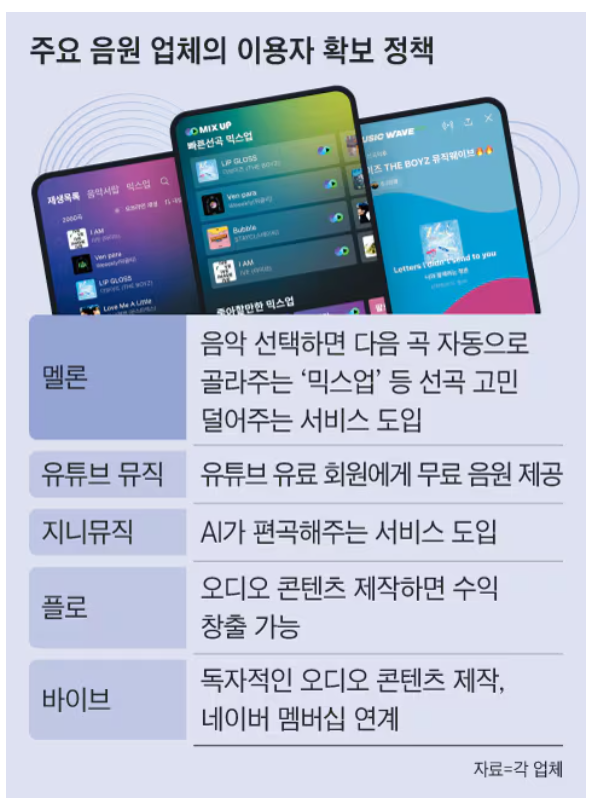 주요 음원 업체의 이용자 확보 정책
재생목록 음악서랍 믹스업
I AM
Ven para
LIP GLOSS
Love Me A Little
MIX UP
빠른선곡 믹스업
LIP GLOSS
Ven para
Bubble
I AM
좋아할만한 믹스업
USIC WAVE
이즈 THE BOYZ 뮤직웨이브
Letters I didn't send to you
멜론
음악 선택하면 다음 곡 자동으로
골라주는 ‘믹스업’ 등 선곡 고민
덜어주는 서비스 도입
유튜브 뮤직
유튜브 유료 회원에게 무료 음원 제공
지니뮤직
AI가 편곡해주는 서비스 도입
플로
오디오 콘텐츠 제작하면 수익
창출 가능
바이브
독자적인 오디오 콘텐츠 제작,
네이버 멤버십 연계
자료=각 업체